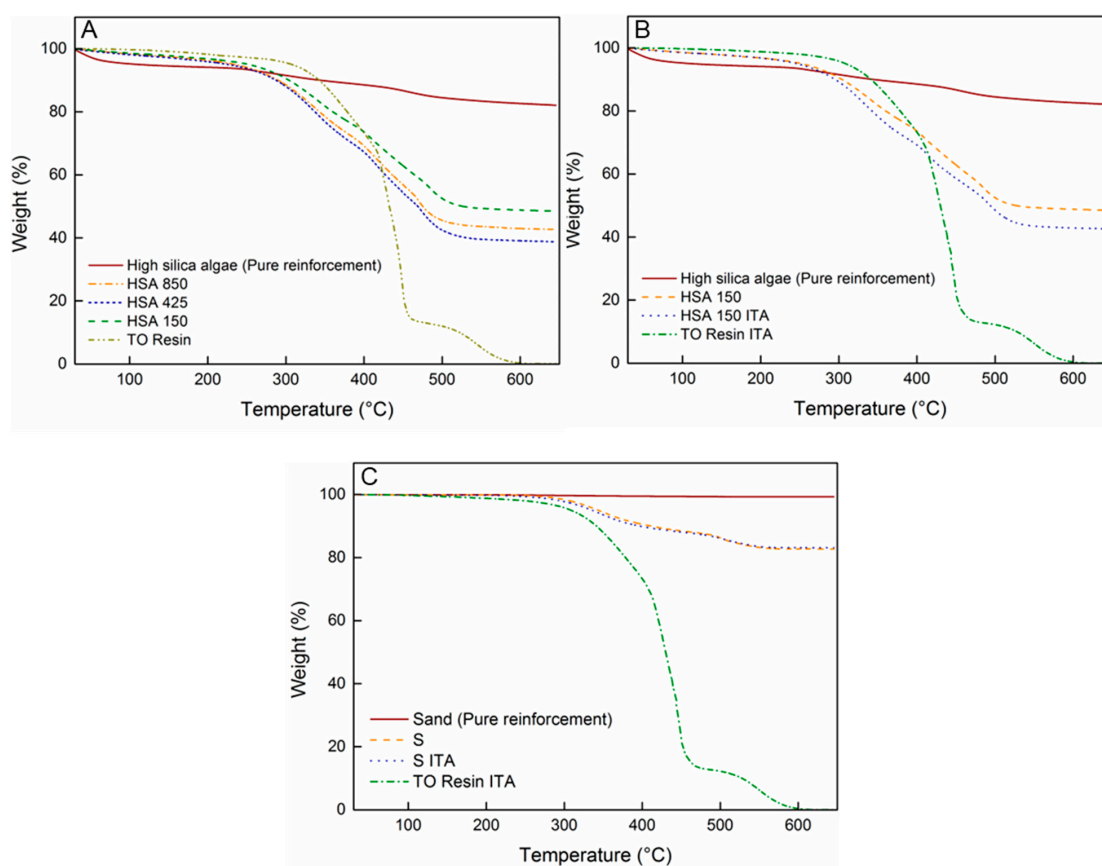 A
100
80
60
40
20
0
Weight (%)
High silica algae (Pure reinforcement)
HSA 850
HSA 425
HSA 150
TO Resin
100 200 300 400 500 600
Temperature (°C)
B
100
80
60
40
20
0
Weight (%)
High silica algae (Pure reinforcement)
HSA 150
HSA 150 ITA
TO Resin ITA
100 200 300 400 500 600
Temperature (°C)
C
100
80
60
40
20
0
Weight (%)
Sand (Pure reinforcement)
S
S ITA
TO Resin ITA
100 200 300 400 500 600
Temperature (°C)